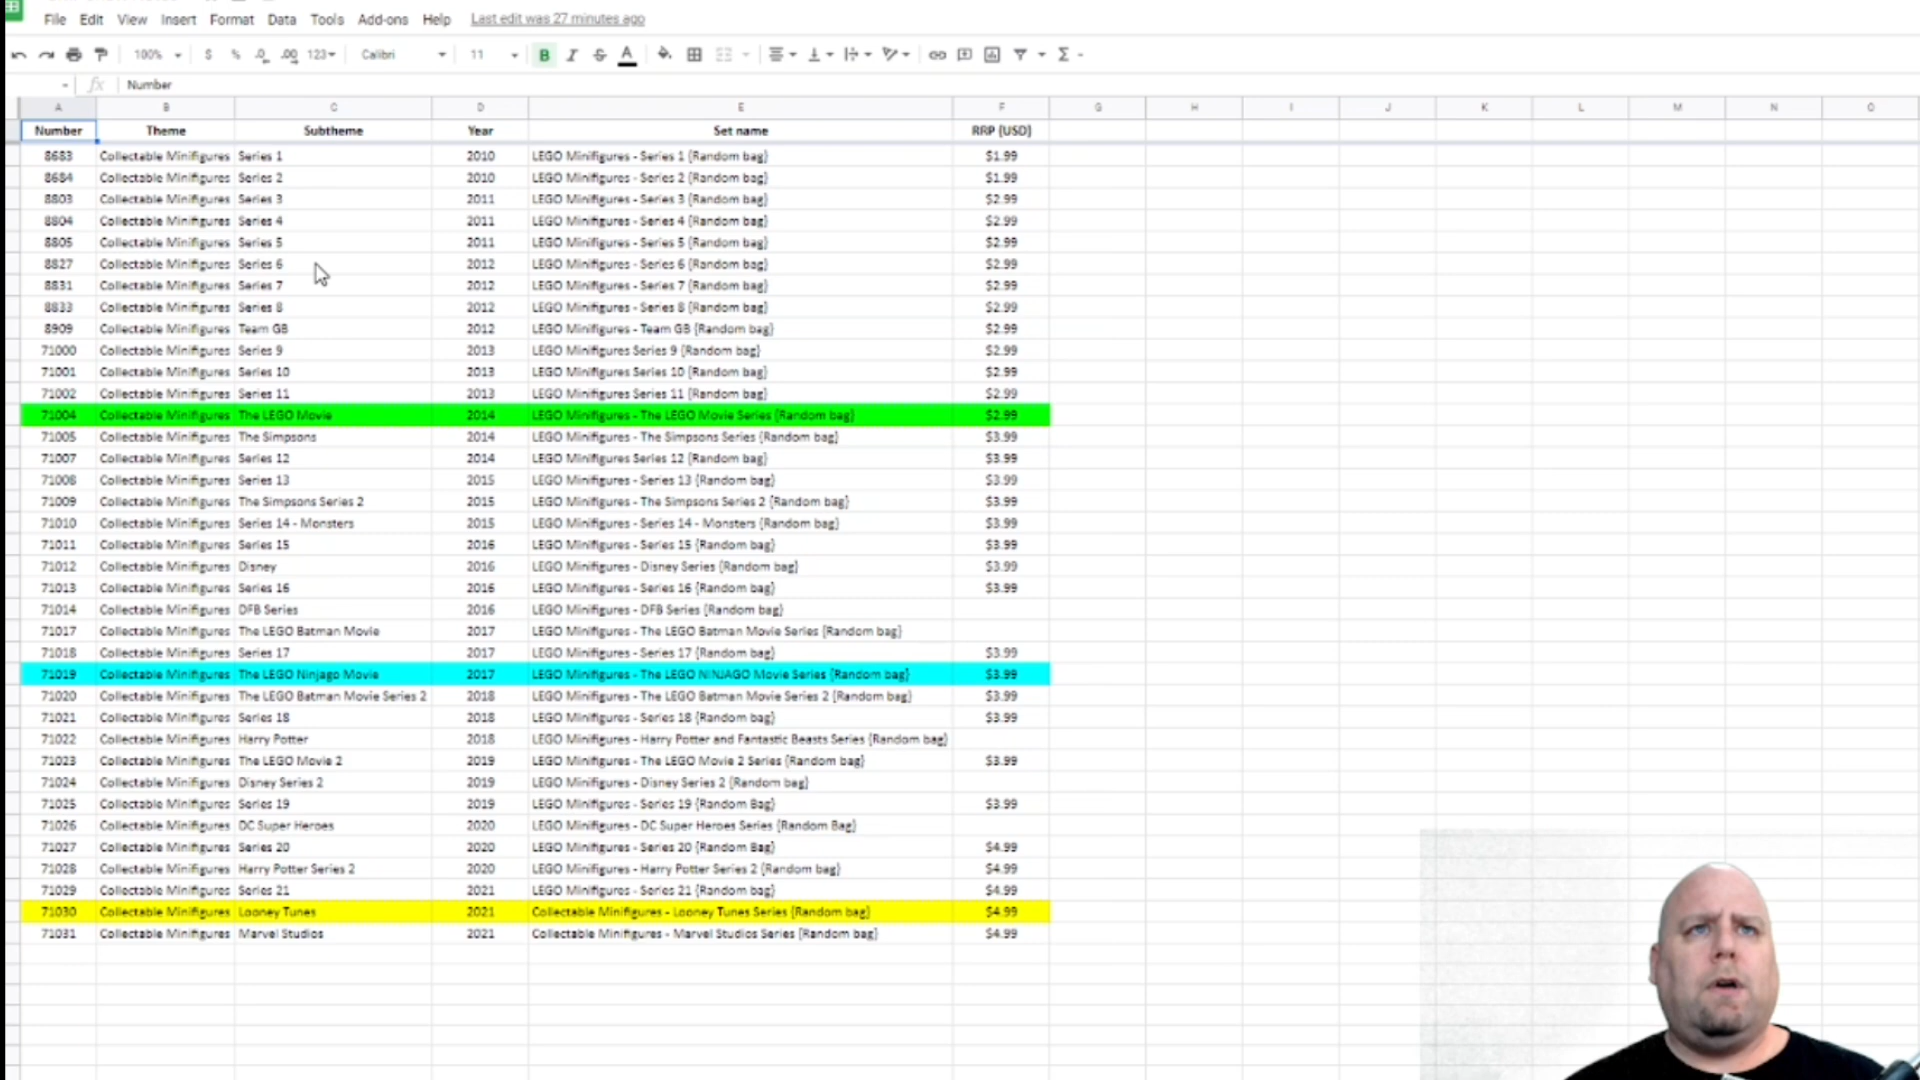 File Edit View Insert Format Data Tools Add-ons Help Last edit was 27 minutes ago
100% $ % .0 .00 123 Calibri 11 B I S A Σ
fx Number
A B C D E F G H I J K L M N O
Number Theme Subtheme Year Set name RRP (USD)
8683 Collectable Minifigures Series 1 2010 LEGO Minifigures - Series 1 {Random bag} $1.99
8684 Collectable Minifigures Series 2 2010 LEGO Minifigures - Series 2 {Random bag} $1.99
8803 Collectable Minifigures Series 3 2011 LEGO Minifigures - Series 3 {Random bag} $2.99
8804 Collectable Minifigures Series 4 2011 LEGO Minifigures - Series 4 {Random bag} $2.99
8805 Collectable Minifigures Series 5 2011 LEGO Minifigures - Series 5 {Random bag} $2.99
8827 Collectable Minifigures Series 6 2012 LEGO Minifigures - Series 6 {Random bag} $2.99
8831 Collectable Minifigures Series 7 2012 LEGO Minifigures - Series 7 {Random bag} $2.99
8833 Collectable Minifigures Series 8 2012 LEGO Minifigures - Series 8 {Random bag} $2.99
8909 Collectable Minifigures Team GB 2012 LEGO Minifigures - Team GB {Random bag} $2.99
71000 Collectable Minifigures Series 9 2013 LEGO Minifigures Series 9 {Random bag} $2.99
71001 Collectable Minifigures Series 10 2013 LEGO Minifigures Series 10 {Random bag} $2.99
71002 Collectable Minifigures Series 11 2013 LEGO Minifigures Series 11 {Random bag} $2.99
71004 Collectable Minifigures The LEGO Movie 2014 LEGO Minifigures - The LEGO Movie Series {Random bag} $2.99
71005 Collectable Minifigures The Simpsons 2014 LEGO Minifigures - The Simpsons Series {Random bag} $3.99
71007 Collectable Minifigures Series 12 2014 LEGO Minifigures Series 12 {Random bag} $3.99
71008 Collectable Minifigures Series 13 2015 LEGO Minifigures - Series 13 {Random bag} $3.99
71009 Collectable Minifigures The Simpsons Series 2 2015 LEGO Minifigures - The Simpsons Series 2 {Random bag} $3.99
71010 Collectable Minifigures Series 14 - Monsters 2015 LEGO Minifigures - Series 14 - Monsters {Random bag} $3.99
71011 Collectable Minifigures Series 15 2016 LEGO Minifigures - Series 15 {Random bag} $3.99
71012 Collectable Minifigures Disney 2016 LEGO Minifigures - Disney Series {Random bag} $3.99
71013 Collectable Minifigures Series 16 2016 LEGO Minifigures - Series 16 {Random bag} $3.99
71014 Collectable Minifigures DFB Series 2016 LEGO Minifigures - DFB Series {Random bag}
71017 Collectable Minifigures The LEGO Batman Movie 2017 LEGO Minifigures - The LEGO Batman Movie Series {Random bag}
71018 Collectable Minifigures Series 17 2017 LEGO Minifigures - Series 17 {Random bag} $3.99
71019 Collectable Minifigures The LEGO Ninjago Movie 2017 LEGO Minifigures - The LEGO NINJAGO Movie Series {Random bag} $3.99
71020 Collectable Minifigures The LEGO Batman Movie Series 2 2018 LEGO Minifigures - The LEGO Batman Movie Series 2 {Random bag} $3.99
71021 Collectable Minifigures Series 18 2018 LEGO Minifigures - Series 18 {Random bag} $3.99
71022 Collectable Minifigures Harry Potter 2018 LEGO Minifigures - Harry Potter and Fantastic Beasts Series {Random bag}
71023 Collectable Minifigures The LEGO Movie 2 2019 LEGO Minifigures - The LEGO Movie 2 Series {Random bag} $3.99
71024 Collectable Minifigures Disney Series 2 2019 LEGO Minifigures - Disney Series 2 {Random bag}
71025 Collectable Minifigures Series 19 2019 LEGO Minifigures - Series 19 {Random Bag} $3.99
71026 Collectable Minifigures DC Super Heroes 2020 LEGO Minifigures - DC Super Heroes Series {Random Bag}
71027 Collectable Minifigures Series 20 2020 LEGO Minifigures - Series 20 {Random Bag} $4.99
71028 Collectable Minifigures Harry Potter Series 2 2020 LEGO Minifigures - Harry Potter Series 2 {Random bag} $4.99
71029 Collectable Minifigures Series 21 2021 LEGO Minifigures - Series 21 {Random bag} $4.99
71030 Collectable Minifigures Looney Tunes 2021 Collectable Minifigures - Looney Tunes Series {Random bag} $4.99
71031 Collectable Minifigures Marvel Studios 2021 Collectable Minifigures - Marvel Studios Series {Random bag} $4.99